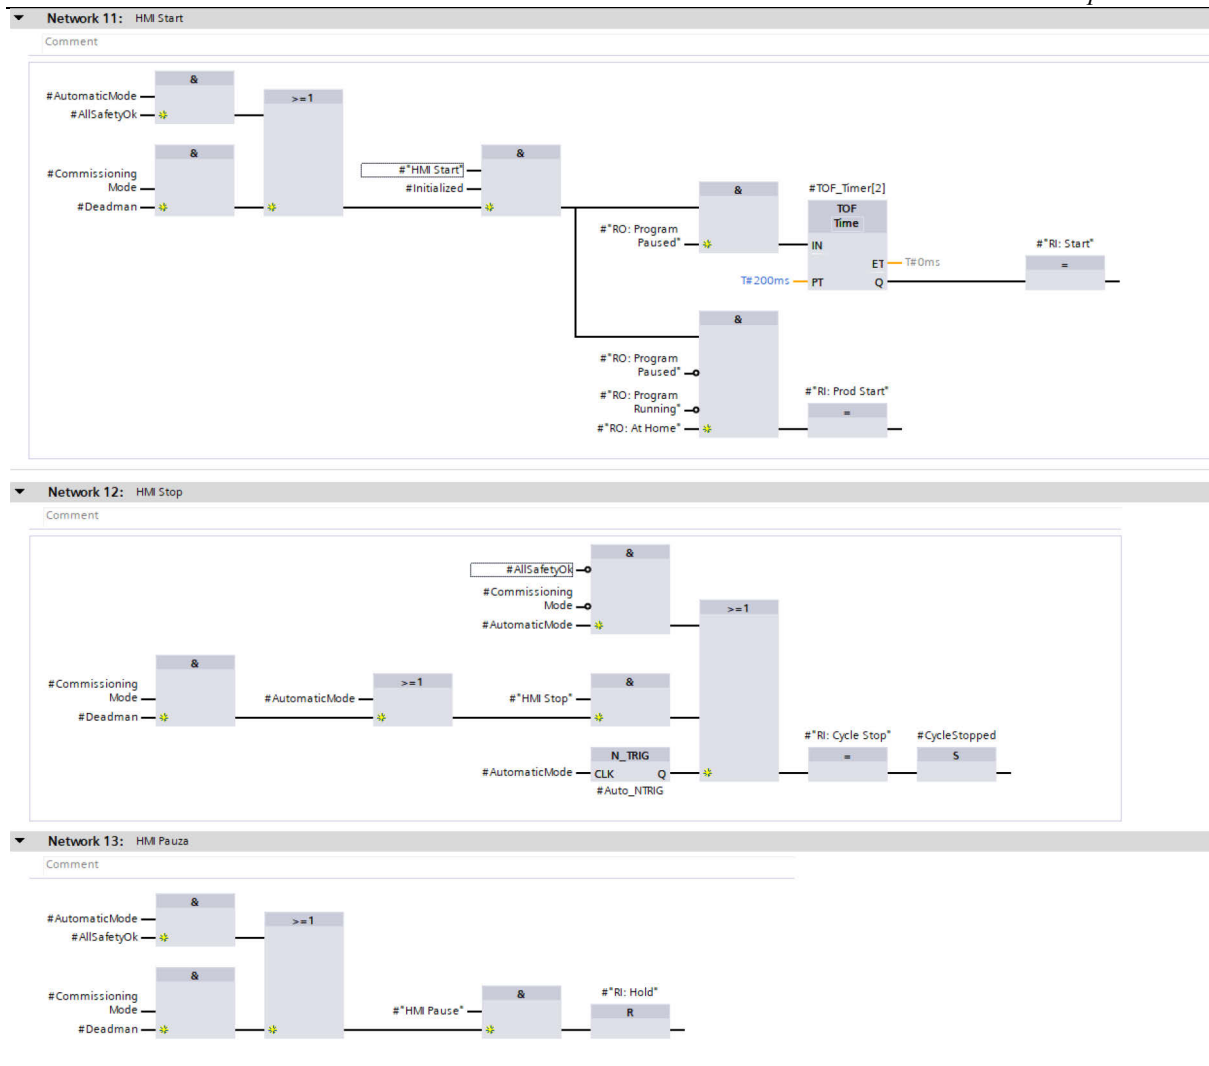 Network 11: HMI Start
Comment
&
#AutomaticMode
#AllSafetyOk
>=1
&
#Commissioning
Mode
#Deadman
&
#"HMI Start"
#Initialized
&
#"RO: Program
Paused"
#TOF_Timer[2]
TOF
Time
IN
T#200ms PT
ET T#0ms
Q
#"RI: Start"
=
&
#"RO: Program
Paused"
#"RO: Program
Running"
#"RO: At Home"
#"RI: Prod Start"
=
Network 12: HMI Stop
Comment
&
#AllSafetyOk
#Commissioning
Mode
#AutomaticMode
>=1
&
#Commissioning
Mode
#Deadman
>=1
#AutomaticMode
&
#"HMI Stop"
N_TRIG
#AutomaticMode CLK Q
#Auto_NTRIG
#"RI: Cycle Stop"
=
#CycleStopped
S
Network 13: HMI Pauza
Comment
&
#AutomaticMode
#AllSafetyOk
>=1
&
#Commissioning
Mode
#Deadman
&
#"HMI Pause"
#"RI: Hold"
R